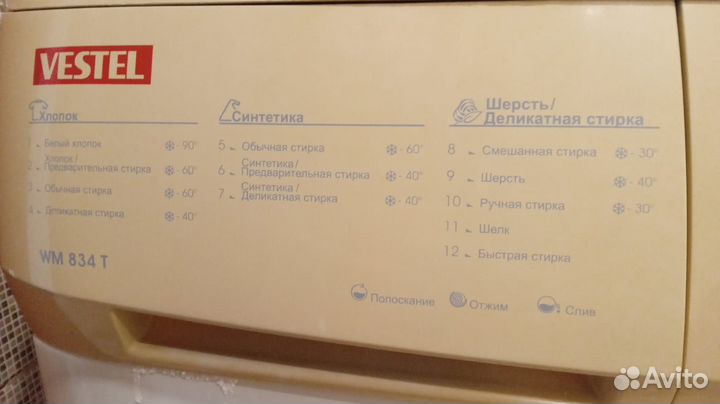 VESTEL
Хлопок
1 Белый хлопок ❄ - 90°
Хлопок /
2 Предварительная стирка ❄ - 60°
3 Обычная стирка ❄ - 60°
4 Деликатная стирка ❄ - 40°
WM 834 T
Синтетика
5 Обычная стирка ❄ - 60°
Синтетика /
6 Предварительная стирка ❄ - 40°
Синтетика /
7 Деликатная стирка ❄ - 40°
Шерсть/
Деликатная стирка
8 Смешанная стирка ❄ - 30°
9 Шерсть ❄ - 40°
10 Ручная стирка ❄ - 30°
11 Шелк
12 Быстрая стирка
Полоскание Отжим Слив
Avito